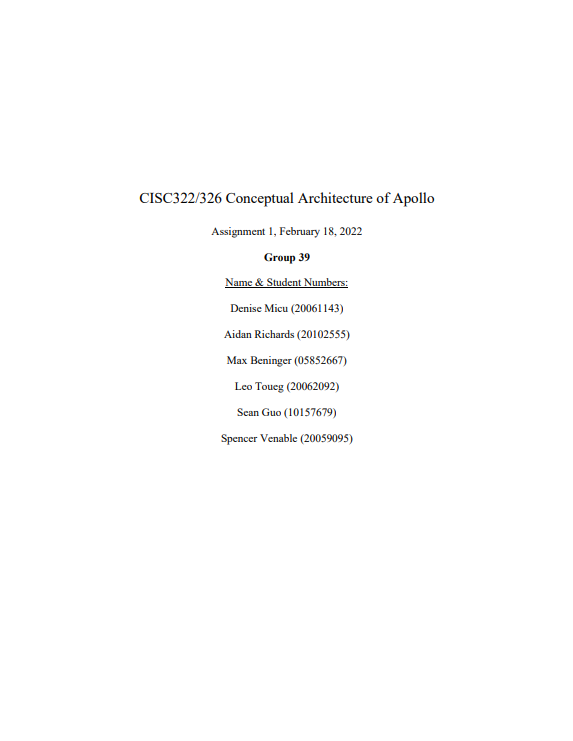 CISC322/326 Conceptual Architecture of Apollo
Assignment 1, February 18, 2022
Group 39
Name & Student Numbers:
Denise Micu (20061143)
Aidan Richards (20102555)
Max Beninger (05852667)
Leo Toueg (20062092)
Sean Guo (10157679)
Spencer Venable (20059095)